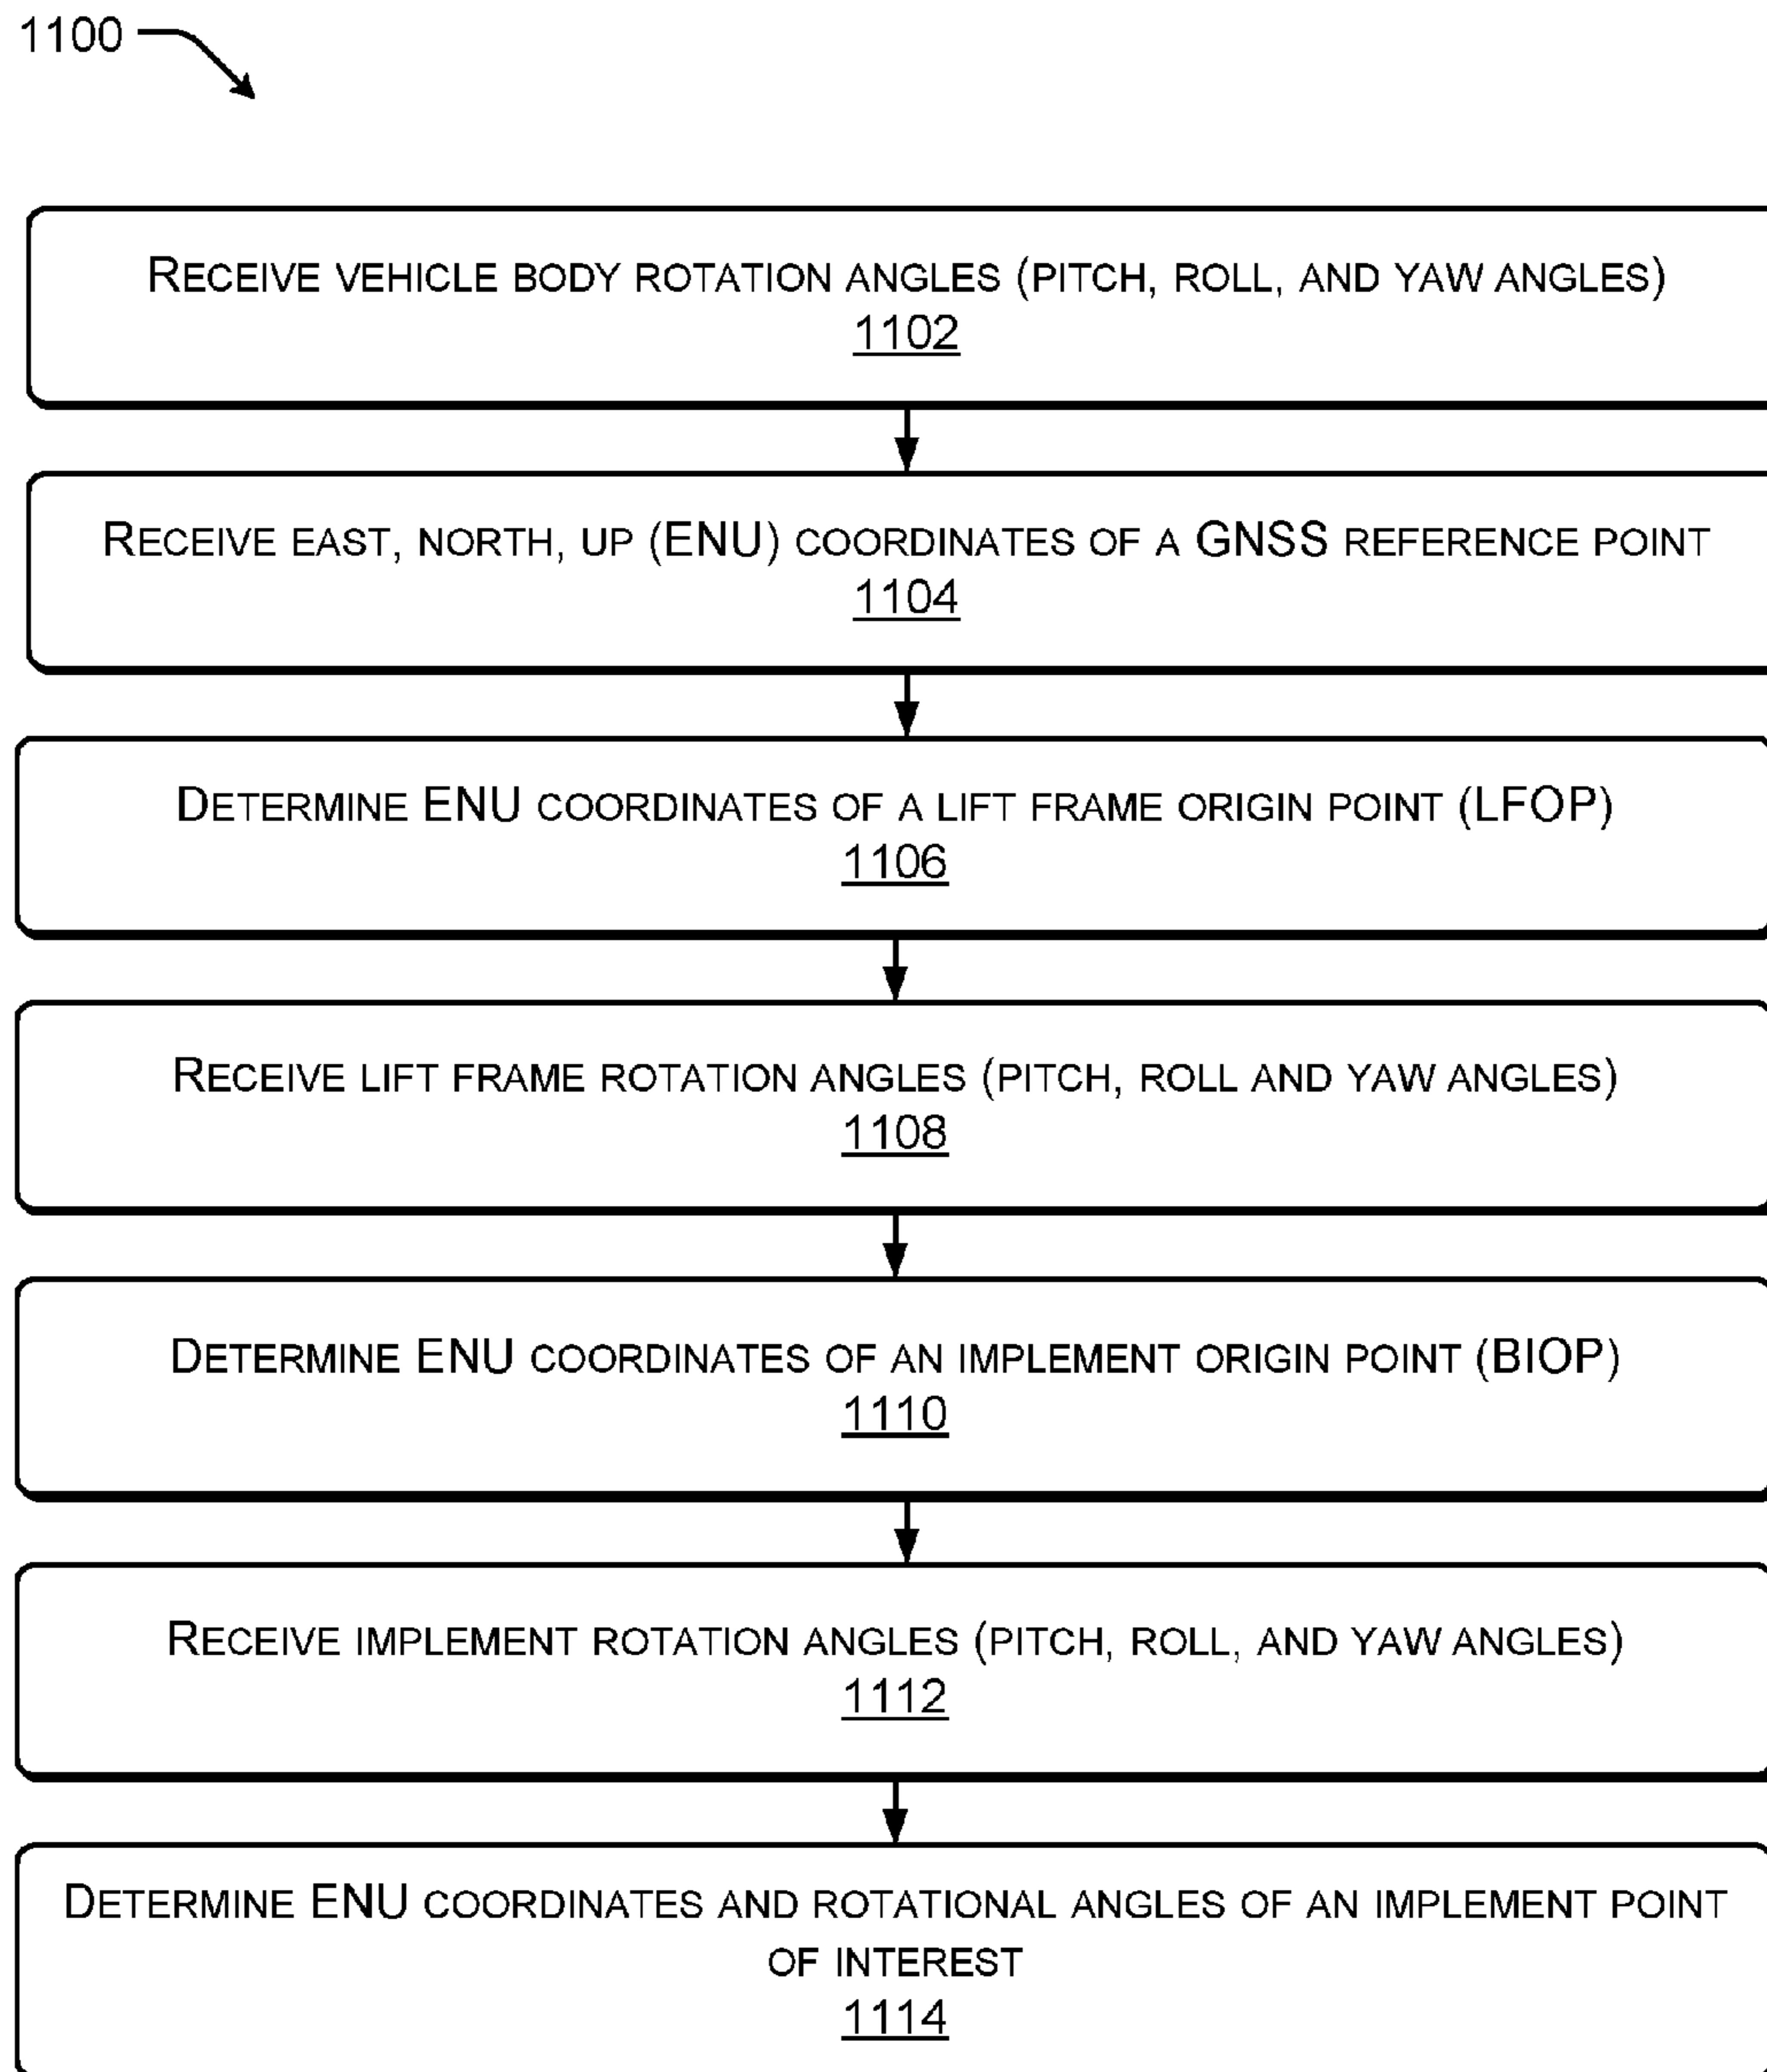 1100
RECEIVE VEHICLE BODY ROTATION ANGLES (PITCH, ROLL, AND YAW ANGLES)
1102
RECEIVE EAST, NORTH, UP (ENU) COORDINATES OF A GNSS REFERENCE POINT
1104
DETERMINE ENU COORDINATES OF A LIFT FRAME ORIGIN POINT (LFOP)
1106
RECEIVE LIFT FRAME ROTATION ANGLES (PITCH, ROLL AND YAW ANGLES)
1108
DETERMINE ENU COORDINATES OF AN IMPLEMENT ORIGIN POINT (BIOP)
1110
RECEIVE IMPLEMENT ROTATION ANGLES (PITCH, ROLL, AND YAW ANGLES)
1112
DETERMINE ENU COORDINATES AND ROTATIONAL ANGLES OF AN IMPLEMENT POINT
OF INTEREST
1114